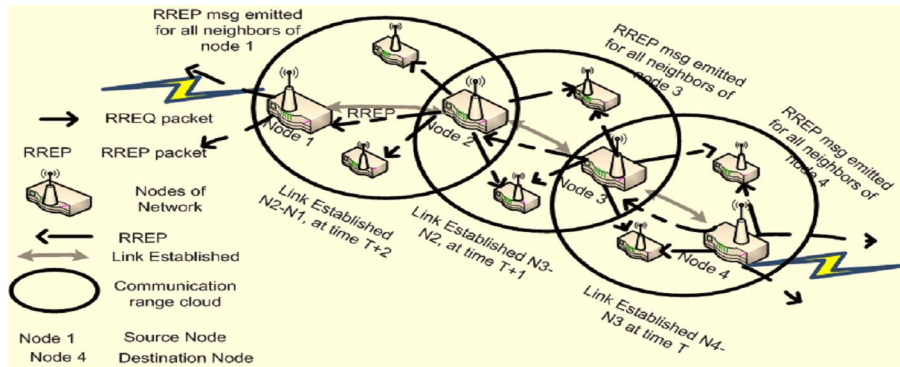 RREP msg emitted
for all neighbors of
node 1
RREP msg emitted
for all neighbors of
node 3
RREP msg emitted
for all neighbors of
node 4
Node 1
RREP
Node 2
Node 3
Node 4
Link Established
N2-N1, at time T+2
Link Established N3-
N2, at time T+1
Link Established N4-
N3 at time T
RREQ packet
RREP RREP packet
Nodes of
Network
RREP
Link Established
Communication
range cloud
Node 1 Source Node
Node 4 Destination Node